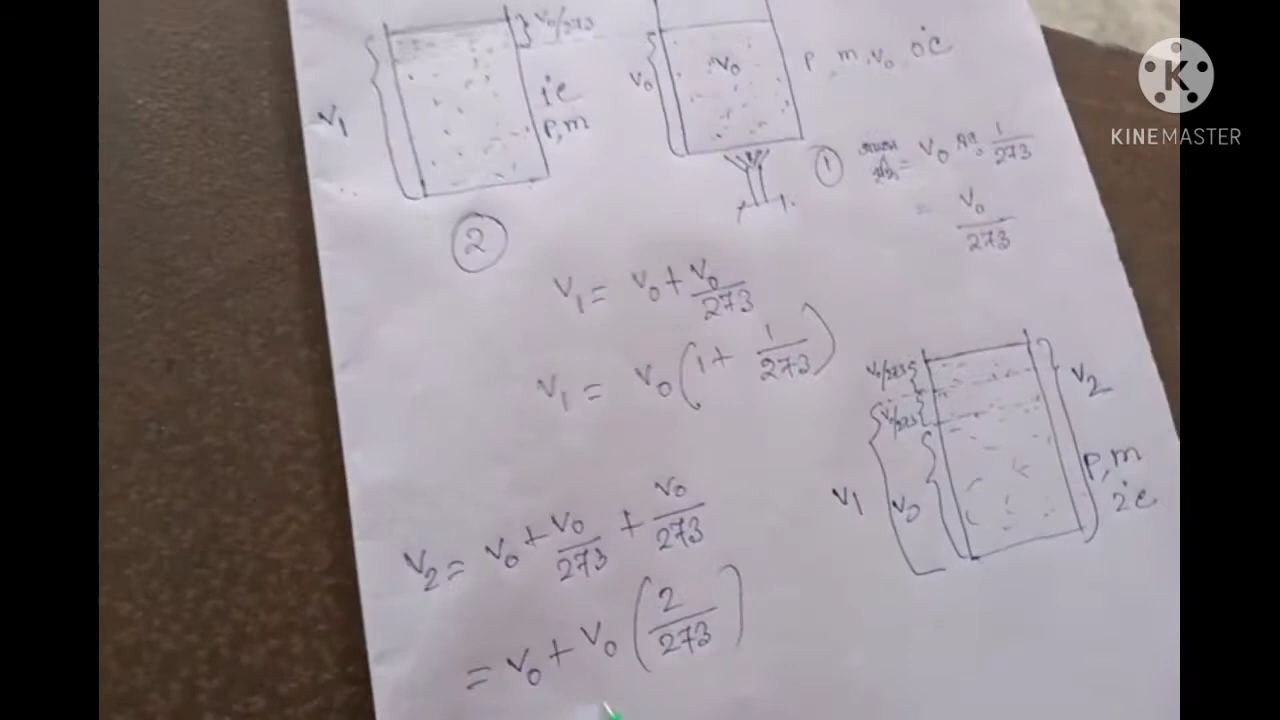 V₀/273
V₁
1°C
P, m
②
V₀
V₀
P, m, V₀, 0°C
① = V₀ 1/273
= V₀/273
V₁ = V₀ + V₀/273
V₁ = V₀ (1 + 1/273)
V₀/273
V₀/273
V₂
V₁
V₀
P, m
2°C
V₂ = V₀ + V₀/273 + V₀/273
= V₀ + V₀ (2/273)
K
KINEMASTER